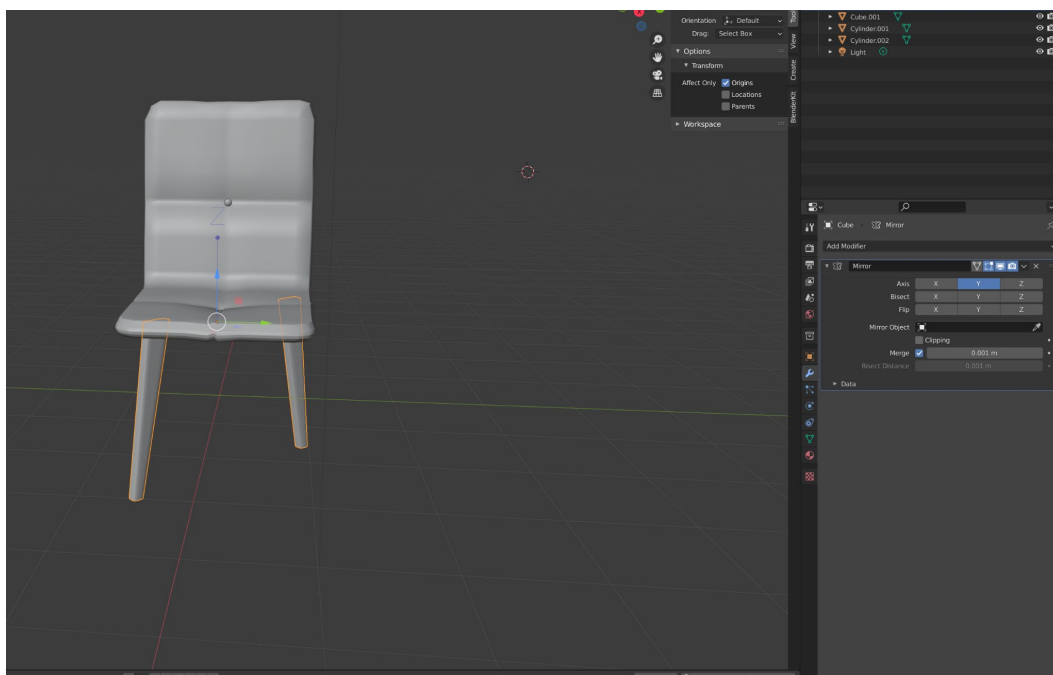 Orientation Default
Drag: Select Box
Options
Transform
Affect Only Origins
Locations
Parents
Workspace
Tool
View
Create
BlenderKit
Cube.001
Cylinder.001
Cylinder.002
Light
Cube Mirror
Add Modifier
Mirror
Axis X Y Z
Bisect X Y Z
Flip X Y Z
Mirror Object
Clipping
Merge 0.001 m
Bisect Distance 0.001 m
Data